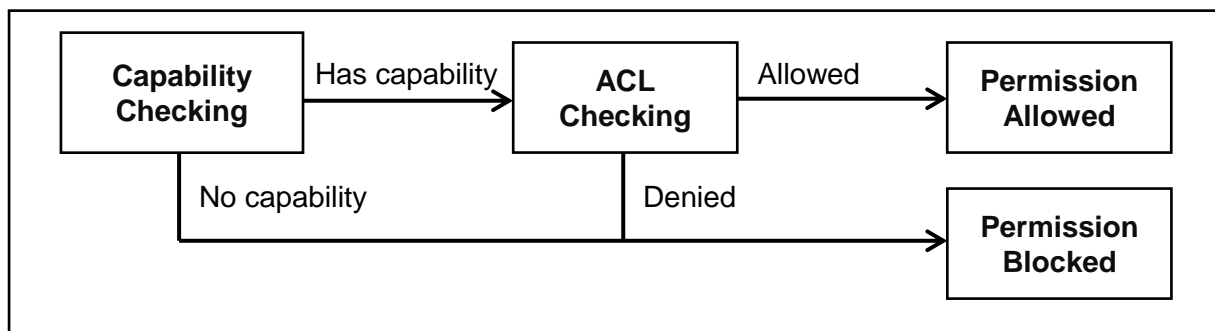 Capability
Checking
Has capability
ACL
Checking
Allowed
Permission
Allowed
No capability
Denied
Permission
Blocked